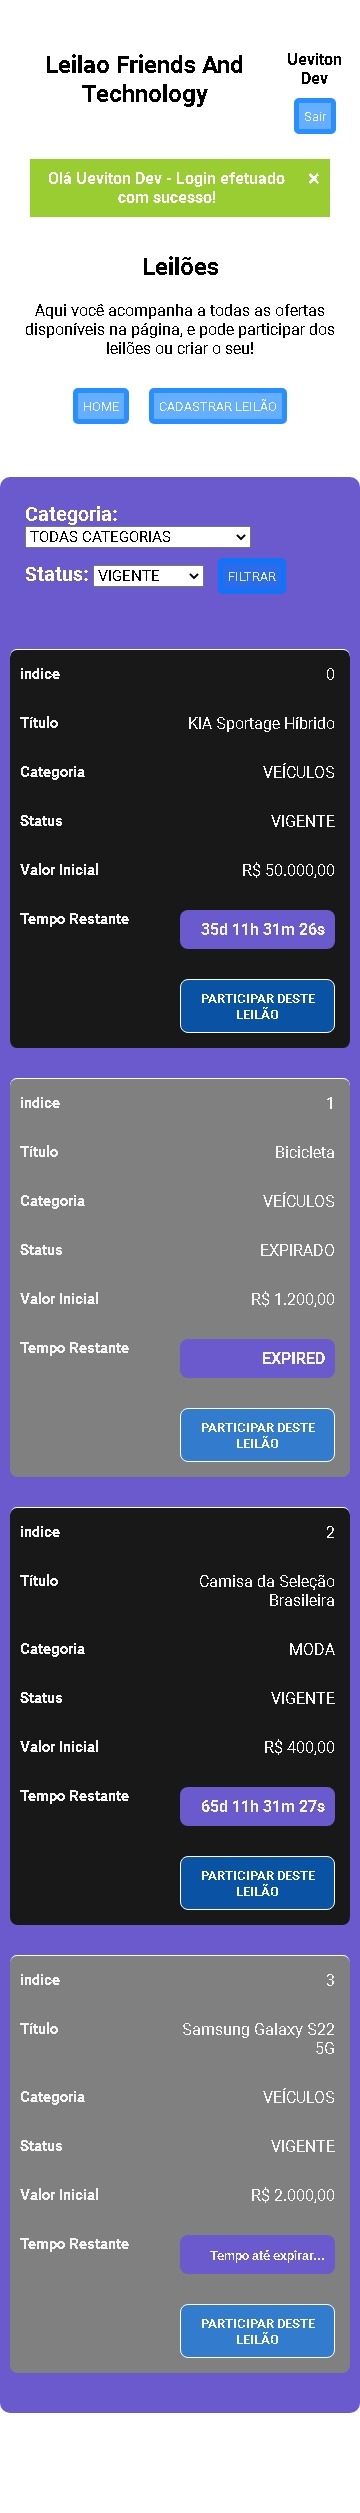 Leilao Friends And
Technology
Ueviton
Dev
Sair
Olá Ueviton Dev - Login efetuado
com sucesso!
×
Leilões
Aqui você acompanha a todas as ofertas
disponíveis na página, e pode participar dos
leilões ou criar o seu!
HOME
CADASTRAR LEILÃO
Categoria:
TODAS CATEGORIAS
Status: VIGENTE FILTRAR
indice 0
Título KIA Sportage Híbrido
Categoria VEÍCULOS
Status VIGENTE
Valor Inicial R$ 50.000,00
Tempo Restante 35d 11h 31m 26s
PARTICIPAR DESTE
LEILÃO
indice 1
Título Bicicleta
Categoria VEÍCULOS
Status EXPIRADO
Valor Inicial R$ 1.200,00
Tempo Restante EXPIRED
PARTICIPAR DESTE
LEILÃO
indice 2
Título Camisa da Seleção
Brasileira
Categoria MODA
Status VIGENTE
Valor Inicial R$ 400,00
Tempo Restante 65d 11h 31m 27s
PARTICIPAR DESTE
LEILÃO
indice 3
Título Samsung Galaxy S22
5G
Categoria VEÍCULOS
Status VIGENTE
Valor Inicial R$ 2.000,00
Tempo Restante Tempo até expirar...
PARTICIPAR DESTE
LEILÃO